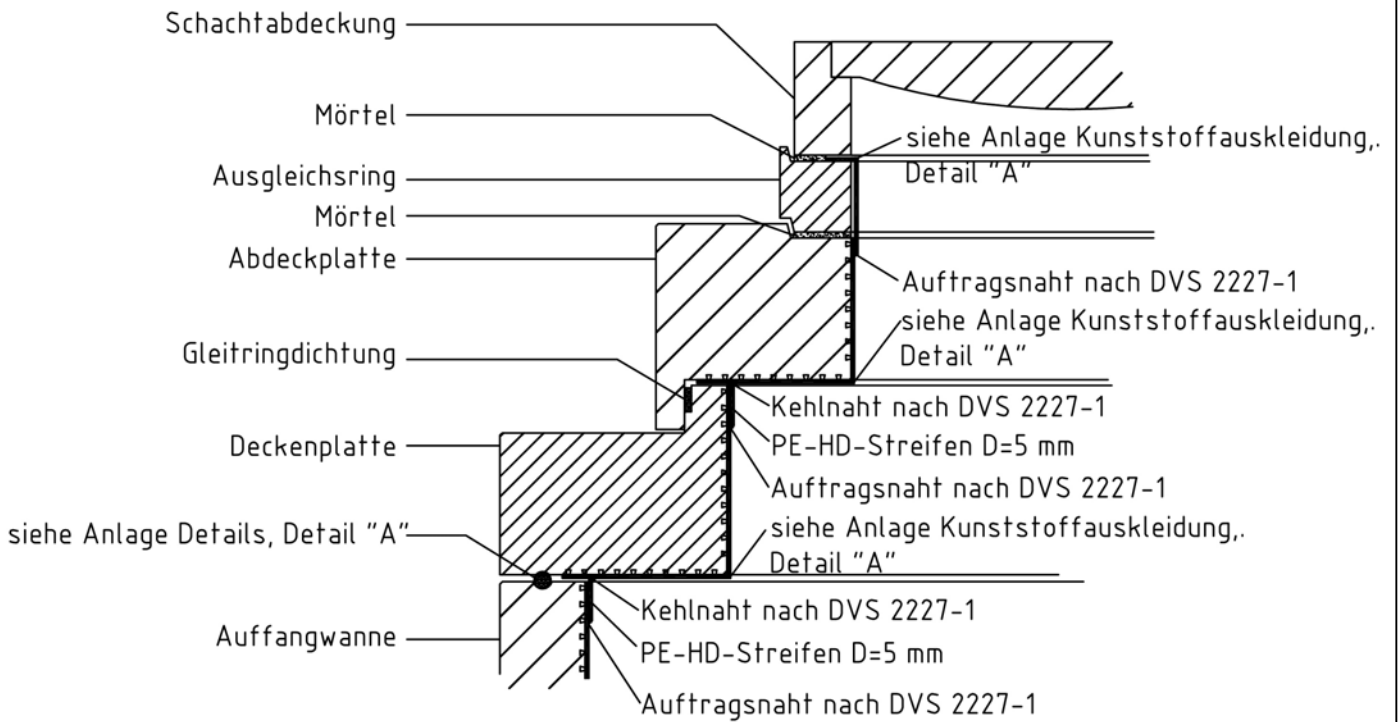 Schachtabdeckung
Mörtel
Ausgleichsring
Mörtel
Abdeckplatte
Gleitringdichtung
Deckenplatte
siehe Anlage Details, Detail "A"
Auffangwanne
siehe Anlage Kunststoffauskleidung,.
Detail "A"
Auftragsnaht nach DVS 2227-1
siehe Anlage Kunststoffauskleidung,.
Detail "A"
Kehlnaht nach DVS 2227-1
PE-HD-Streifen D=5 mm
Auftragsnaht nach DVS 2227-1
siehe Anlage Kunststoffauskleidung,.
Detail "A"
Kehlnaht nach DVS 2227-1
PE-HD-Streifen D=5 mm
Auftragsnaht nach DVS 2227-1